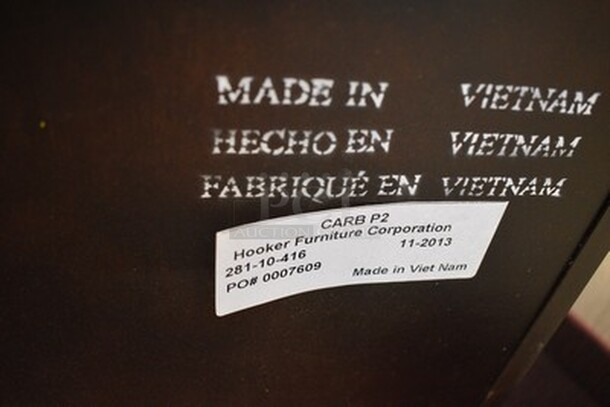 MADE IN VIETNAM
HECHO EN VIETNAM
FABRIQUÉ EN VIETNAM
CARB P2
Hooker Furniture Corporation
281-10-416 11-2013
PO# 0007609 Made in Viet Nam